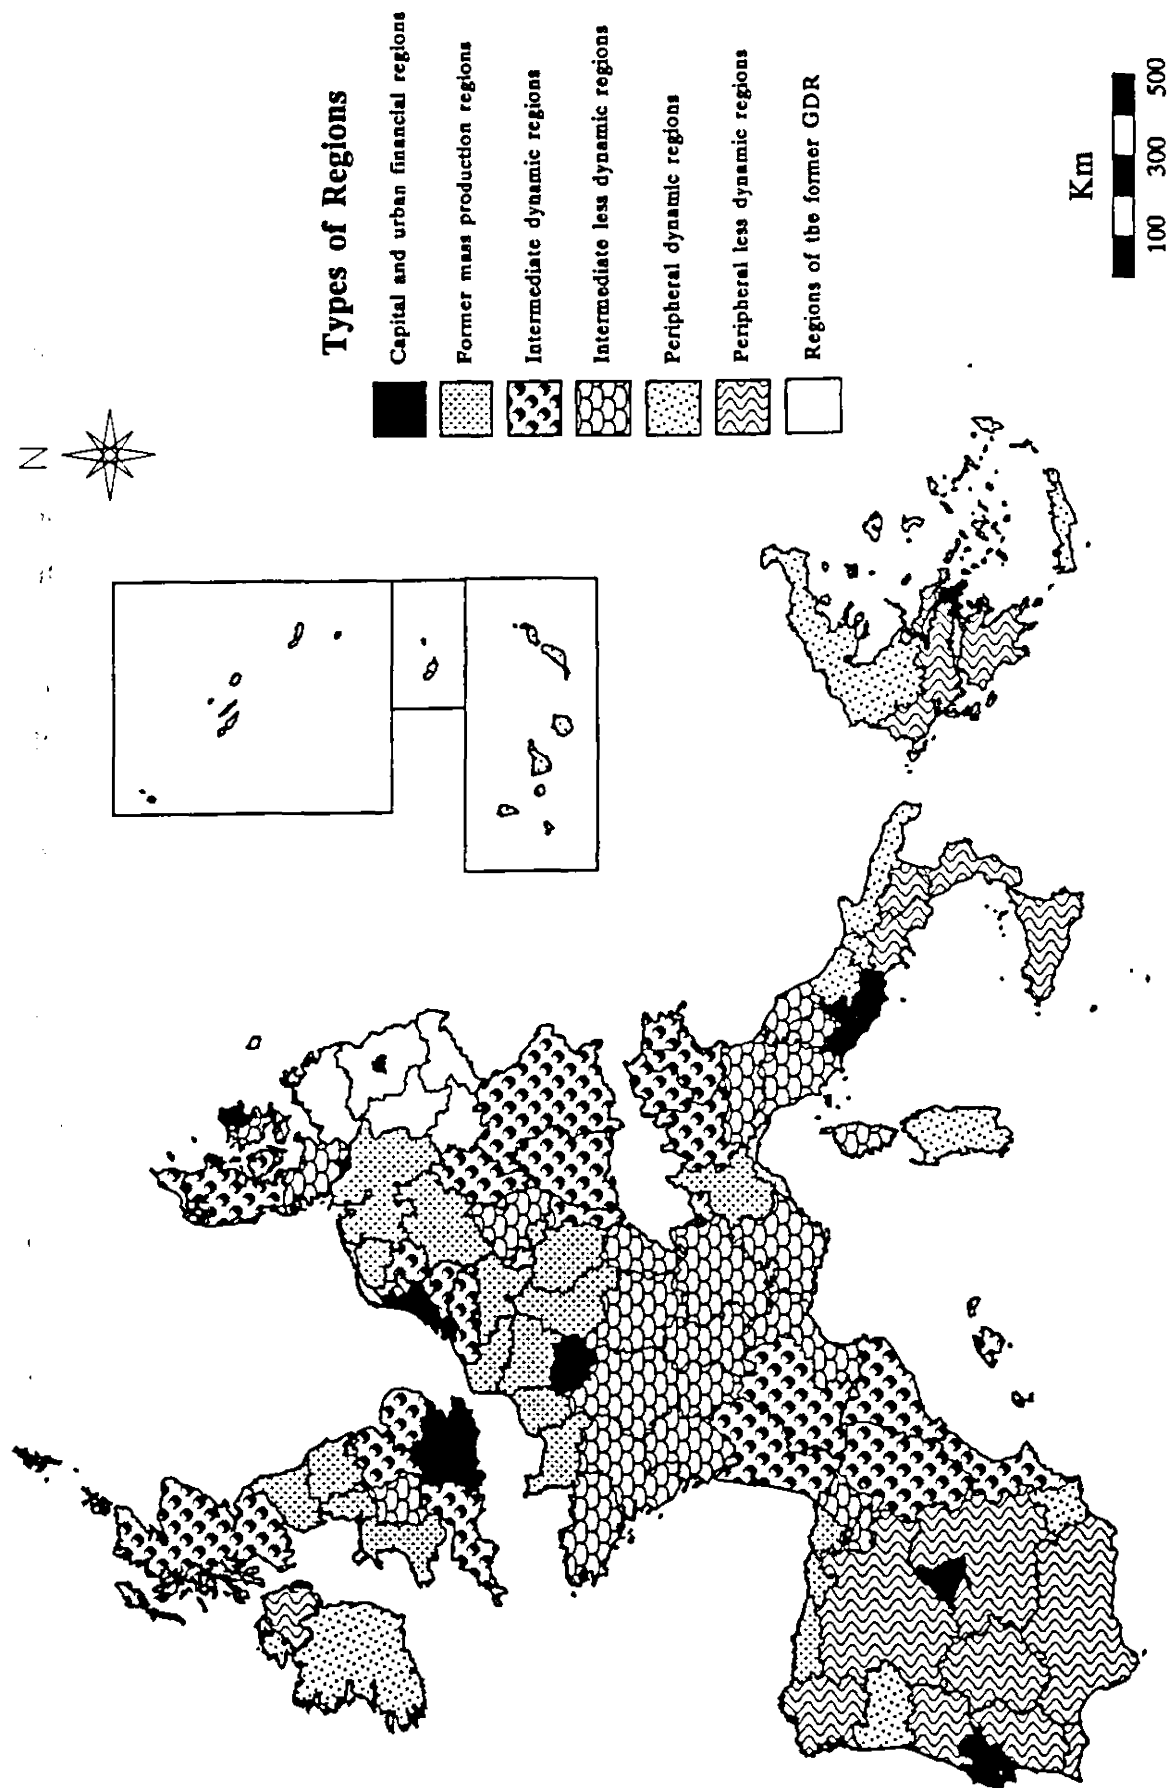 N
Types of Regions
Capital and urban financial regions
Former mass production regions
Intermediate dynamic regions
Intermediate less dynamic regions
Peripheral dynamic regions
Peripheral less dynamic regions
Regions of the former GDR
Km
100 300 500